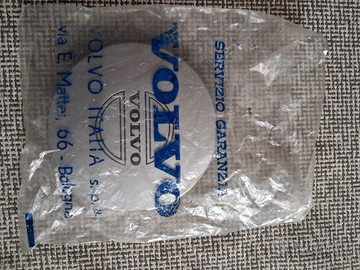 SERVIZIO GARANZIA
VOLVO
VOLVO
VOLVO ITALIA s.p.a.
via E. Mattei, 66 - Bologna